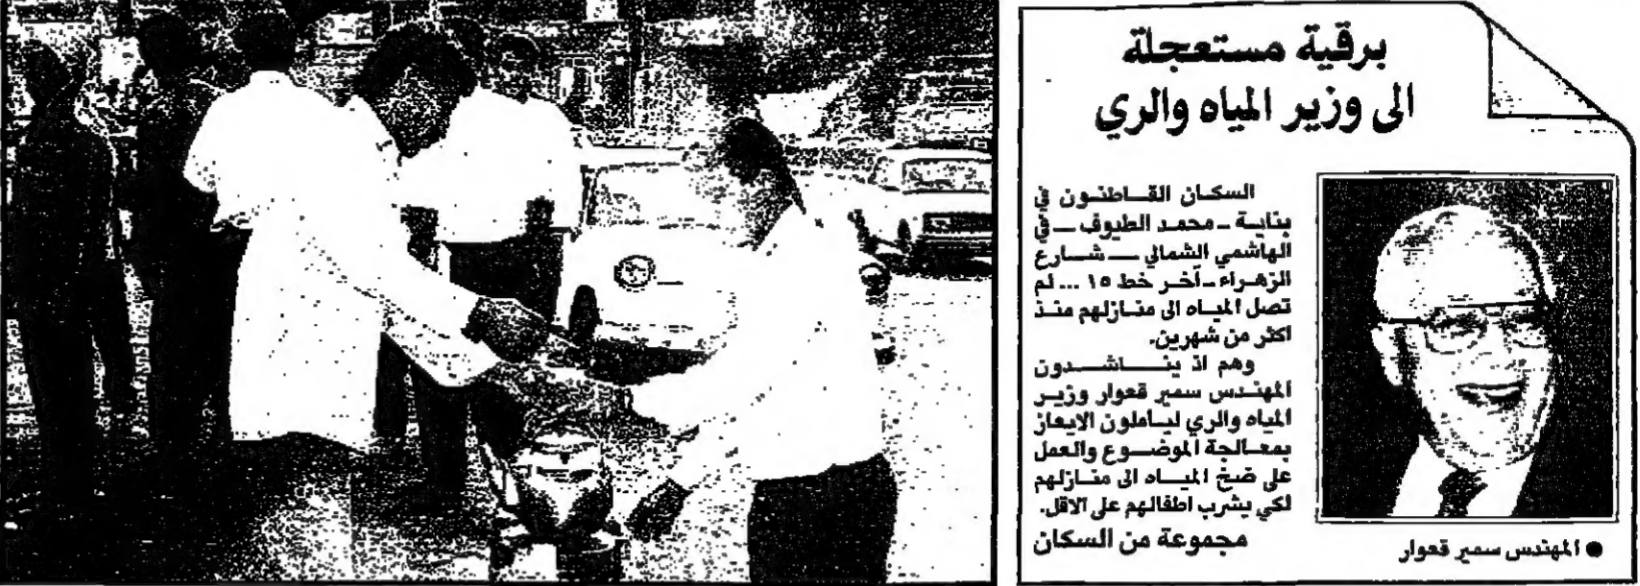 برقية مستعجلة
الى وزير المياه والري
السكان القاطنون في
بناية - محمد الطيوف - في
الهاشمي الشمالي - شارع
الزهراء - آخر خط ١٥ ... لم
تصل المياه الى منازلهم منذ
اكثر من شهرين.
وهم اذ يناشدون
المهندس سمير قعوار وزير
المياه والري ليأملون الايعاز
بمعالجة الموضوع والعمل
على ضخ المياه الى منازلهم
لكي يشرب اطفالهم على الاقل.
مجموعة من السكان
● المهندس سمير قعوار